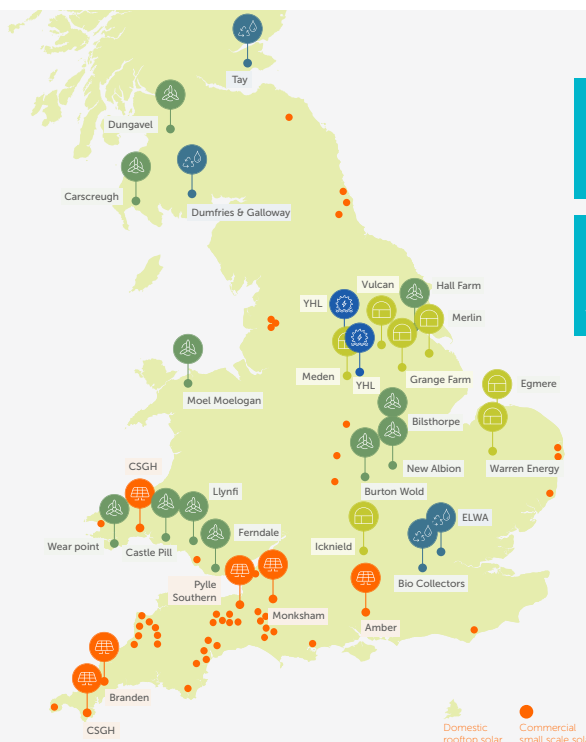 Tay
Dungavel
Carscreugh
Dumfries & Galloway
Vulcan
Hall Farm
YHL
Merlin
Meden
YHL
Grange Farm
Egmere
Moel Moelogan
Bilsthorpe
New Albion
Warren Energy
CSGH
Burton Wold
Llynfi
ELWA
Wear point
Castle Pill
Ferndale
Icknield
Pylle
Southern
Bio Collectors
Monksham
Amber
Branden
CSGH
Domestic
rooftop solar
Commercial
small scale